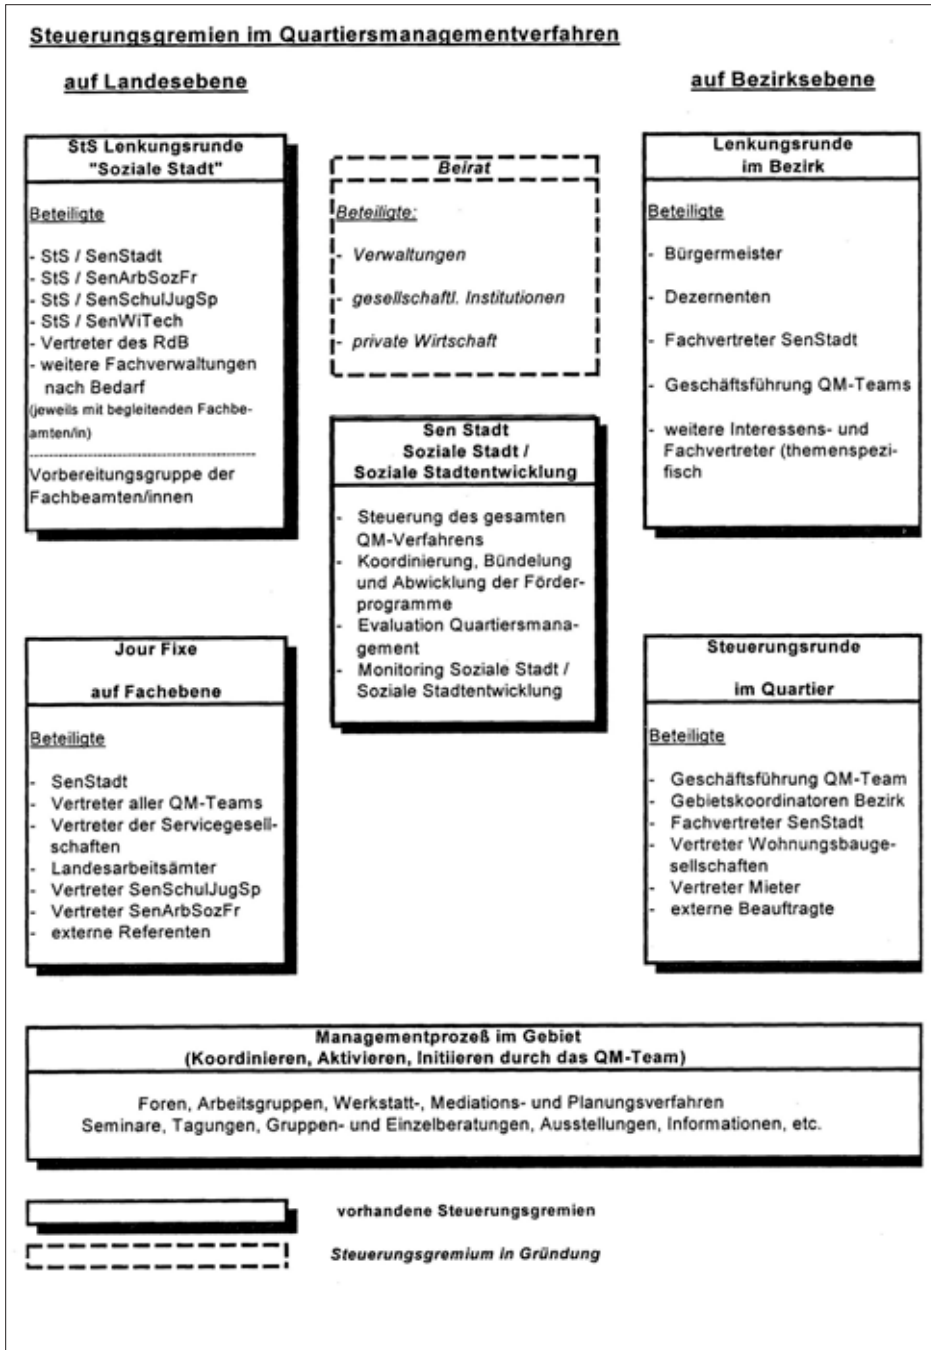 Steuerungsgremien im Quartiersmanagementverfahren
auf Landesebene
auf Bezirksebene
StS Lenkungsrunde
"Soziale Stadt"
Beteiligte
- StS / SenStadt
- StS / SenArbSozFr
- StS / SenSchulJugSp
- StS / SenWiTech
- Vertreter des RdB
- weitere Fachverwaltungen
nach Bedarf
(jeweils mit begleitenden Fachbe-
amten/in)
Vorbereitungsgruppe der
Fachbeamten/innen
Beirat
Beteiligte:
- Verwaltungen
- gesellschaftl. Institutionen
- private Wirtschaft
Lenkungsrunde
im Bezirk
Beteiligte
- Bürgermeister
- Dezernenten
- Fachvertreter SenStadt
- Geschäftsführung QM-Teams
- weitere Interessens- und
Fachvertreter (themenspezi-
fisch
Sen Stadt
Soziale Stadt /
Soziale Stadtentwicklung
- Steuerung des gesamten
QM-Verfahrens
- Koordinierung, Bündelung
und Abwicklung der Förder-
programme
- Evaluation Quartiersmana-
gement
- Monitoring Soziale Stadt /
Soziale Stadtentwicklung
Jour Fixe
auf Fachebene
Beteiligte
- SenStadt
- Vertreter aller QM-Teams
- Vertreter der Servicegesell-
schaften
- Landesarbeitsämter
- Vertreter SenSchulJugSp
- Vertreter SenArbSozFr
- externe Referenten
Steuerungsrunde
im Quartier
Beteiligte
- Geschäftsführung QM-Team
- Gebietskoordinatoren Bezirk
- Fachvertreter SenStadt
- Vertreter Wohnungsbauge-
sellschaften
- Vertreter Mieter
- externe Beauftragte
Managementprozeß im Gebiet
(Koordinieren, Aktivieren, Initiieren durch das QM-Team)
Foren, Arbeitsgruppen, Werkstatt-, Mediations- und Planungsverfahren
Seminare, Tagungen, Gruppen- und Einzelberatungen, Ausstellungen, Informationen, etc.
vorhandene Steuerungsgremien
Steuerungsgremium in Gründung